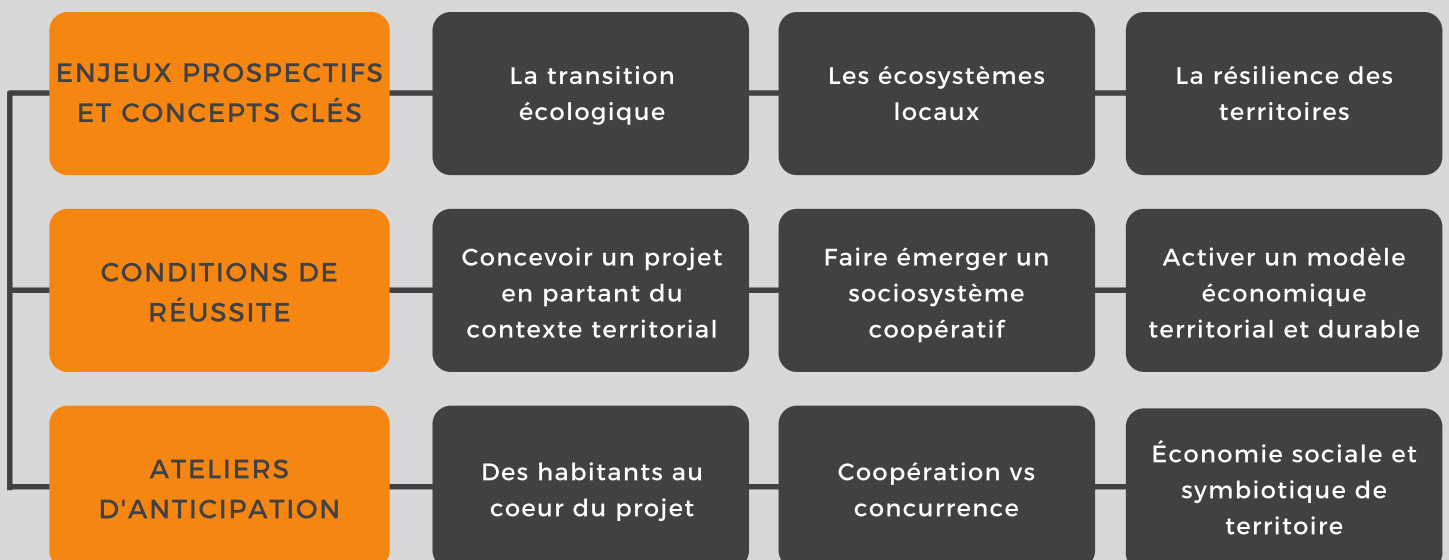 ENJEUX PROSPECTIFS
ET CONCEPTS CLÉS
La transition
écologique
Les écosystèmes
locaux
La résilience des
territoires
CONDITIONS DE
RÉUSSITE
Concevoir un projet
en partant du
contexte territorial
Faire émerger un
sociosystème
coopératif
Activer un modèle
économique
territorial et durable
ATELIERS
D'ANTICIPATION
Des habitants au
coeur du projet
Coopération vs
concurrence
Économie sociale et
symbiotique de
territoire